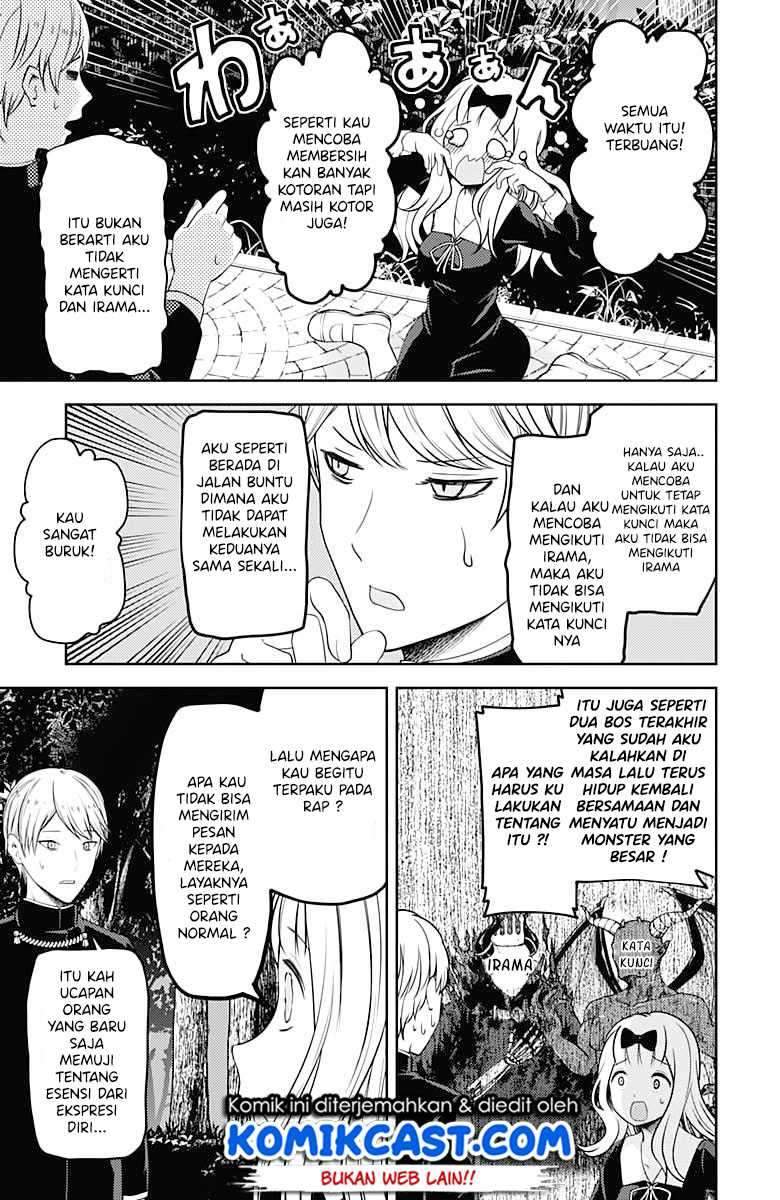 わぁ
あぁ
ぁん
SEMUA
WAKTU ITU!
TERBUANG!
SEPERTI KAU
MENCOBA
MEMBERSIH
KAN BANYAK
KOTORAN TAPI
MASIH KOTOR
JUGA!
ITU BUKAN
BERARTI AKU
TIDAK
MENGERTI
KATA KUNCI
DAN IRAMA...
HANYA SAJA..
KALAU AKU
MENCOBA
UNTUK TETAP
MENGIKUTI KATA
KUNCI MAKA
AKU TIDAK BISA
MENGIKUTI
IRAMA
DAN
KALAU AKU
MENCOBA
MENGIKUTI
IRAMA,
MAKA AKU
TIDAK BISA
MENGIKUTI
KATA KUNCI
NYA
AKU SEPERTI
BERADA DI
JALAN BUNTU
DIMANA AKU
TIDAK DAPAT
MELAKUKAN
KEDUANYA
SAMA SEKALI...
KAU
SANGAT
BURUK!
ITU JUGA SEPERTI
DUA BOS TERAKHIR
YANG SUDAH AKU
KALAHKAN DI
MASA LALU TERUS
HIDUP KEMBALI
BERSAMAAN DAN
MENYATU MENJADI
MONSTER YANG
BESAR !
APA YANG
HARUS KU
LAKUKAN
TENTANG
ITU ?!
IRAMA
KATA
KUNCI
LALU MENGAPA
KAU BEGITU
TERPAKU PADA
RAP ?
APA KAU
TIDAK BISA
MENGIRIM
PESAN
KEPADA
MEREKA,
LAYAKNYA
SEPERTI
ORANG
NORMAL ?
ITU KAH
UCAPAN
ORANG
YANG BARU
SAJA
MEMUJI
TENTANG
ESENSI DARI
EKSPRESI
DIRI...
Komik ini diterjemahkan & diedit oleh
KOMIKCAST.COM
BUKAN WEB LAIN!!